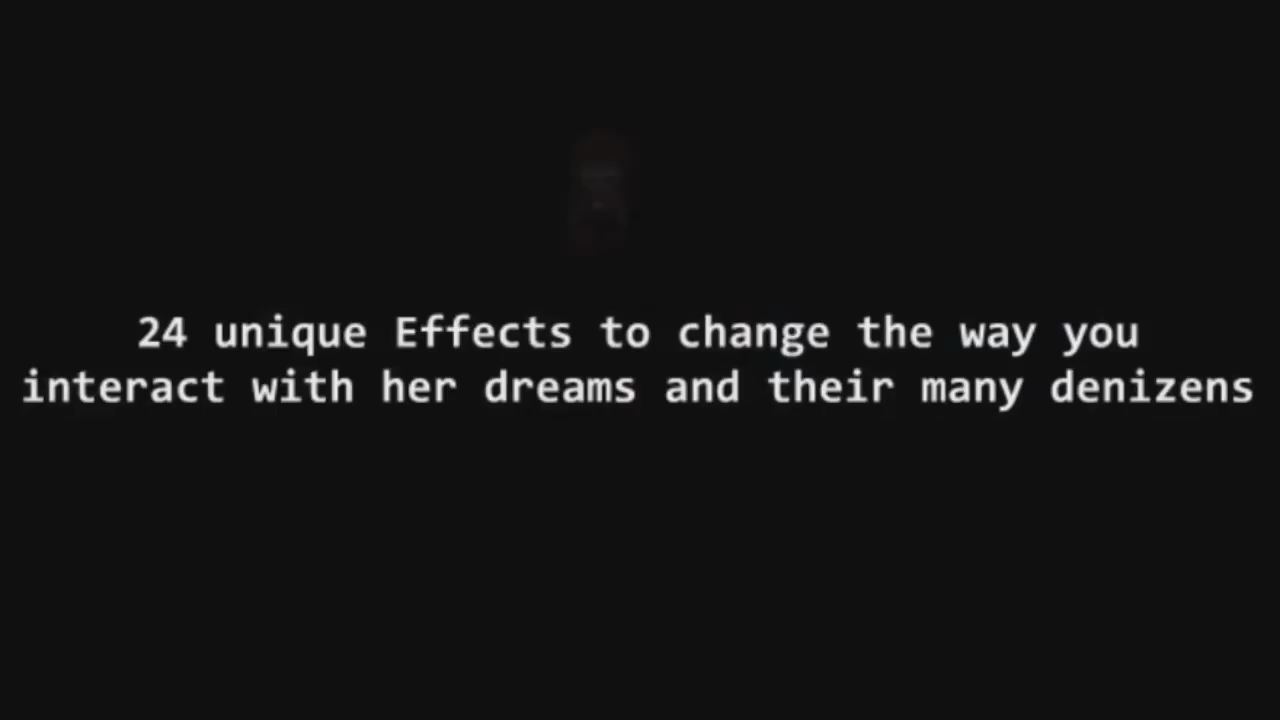 24 unique Effects to change the way you
interact with her dreams and their many denizens